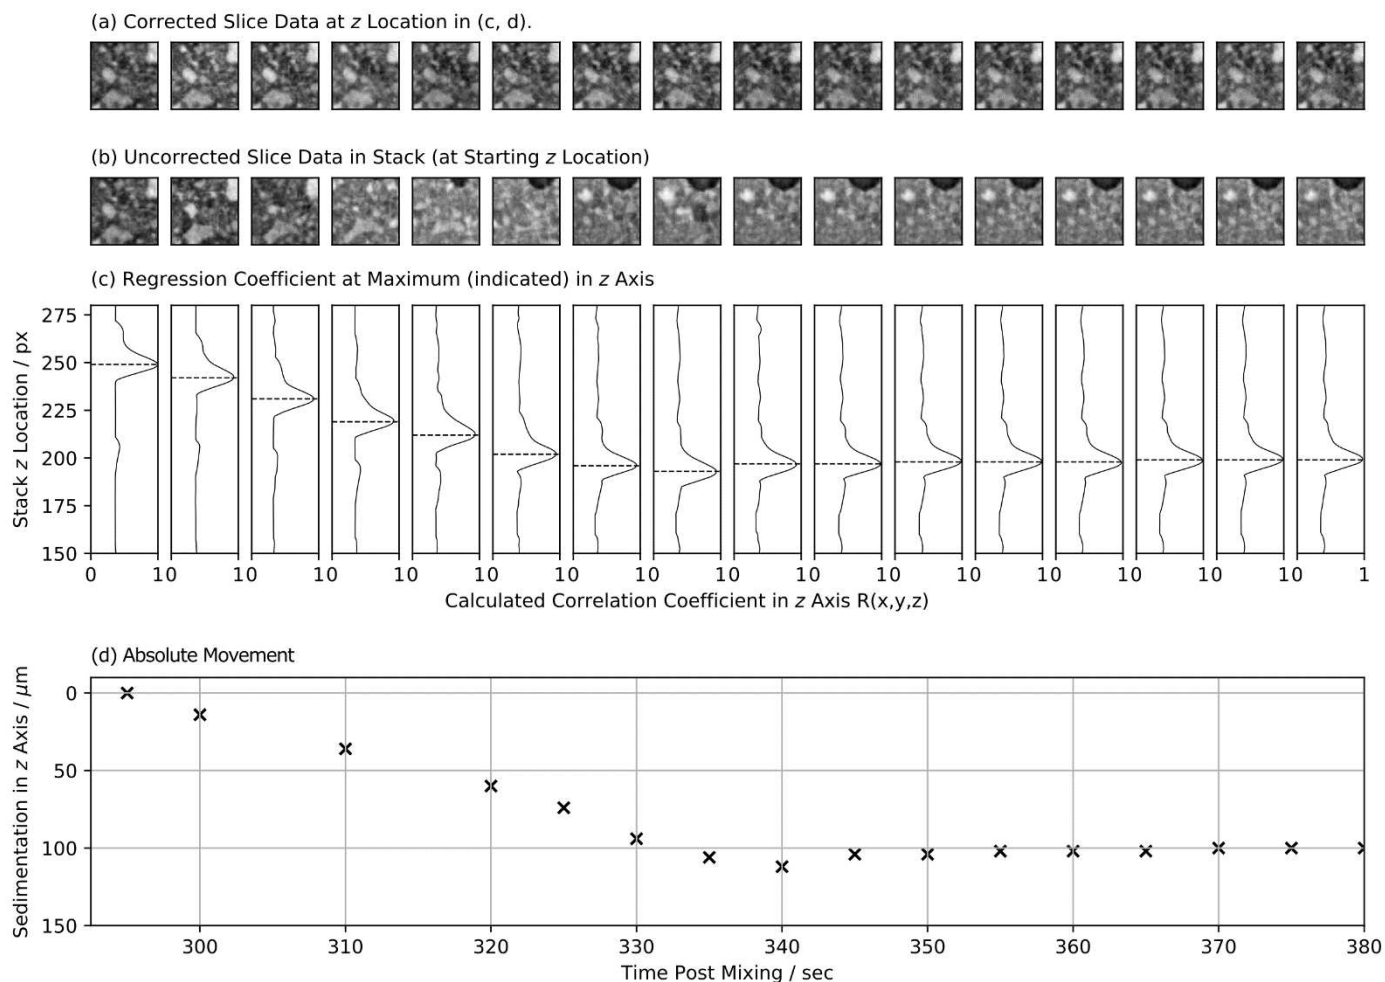 (a) Corrected Slice Data at z Location in (c, d).
(b) Uncorrected Slice Data in Stack (at Starting z Location)
(c) Regression Coefficient at Maximum (indicated) in z Axis
Stack z Location / px
275
250
225
200
175
150
0 10 10 10 10 10 10 10 10 10 10 10 10 10 10 10 1
Calculated Correlation Coefficient in z Axis R(x,y,z)
(d) Absolute Movement
Sedimentation in z Axis / μm
0
50
100
150
300 310 320 330 340 350 360 370 380
Time Post Mixing / sec